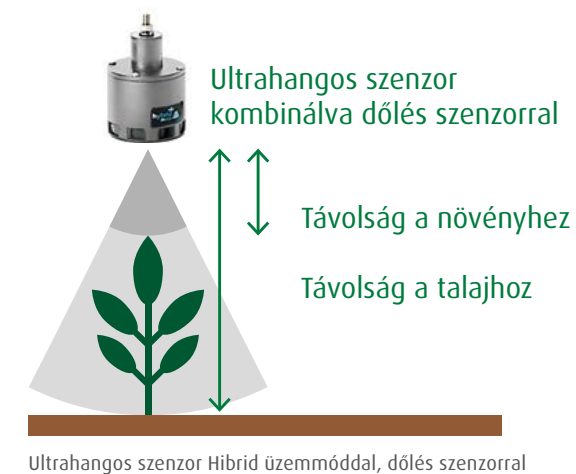 Ultrahangos szenzor
kombinálva dőlés szenzorral
Távolság a növényhez
Távolság a talajhoz
Ultrahangos szenzor Hibrid üzemmóddal, dőlés szenzorral